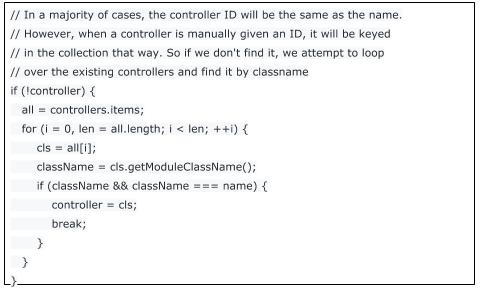 // In a majority of cases, the controller ID will be the same as the name.
// However, when a controller is manually given an ID, it will be keyed
// in the collection that way. So if we don't find it, we attempt to loop
// over the existing controllers and find it by classname
if (!controller) {
    all = controllers.items;
    for (i = 0, len = all.length; i < len; ++i) {
        cls = all[i];
        className = cls.getModuleClassName();
        if (className && className === name) {
            controller = cls;
            break;
        }
    }
}